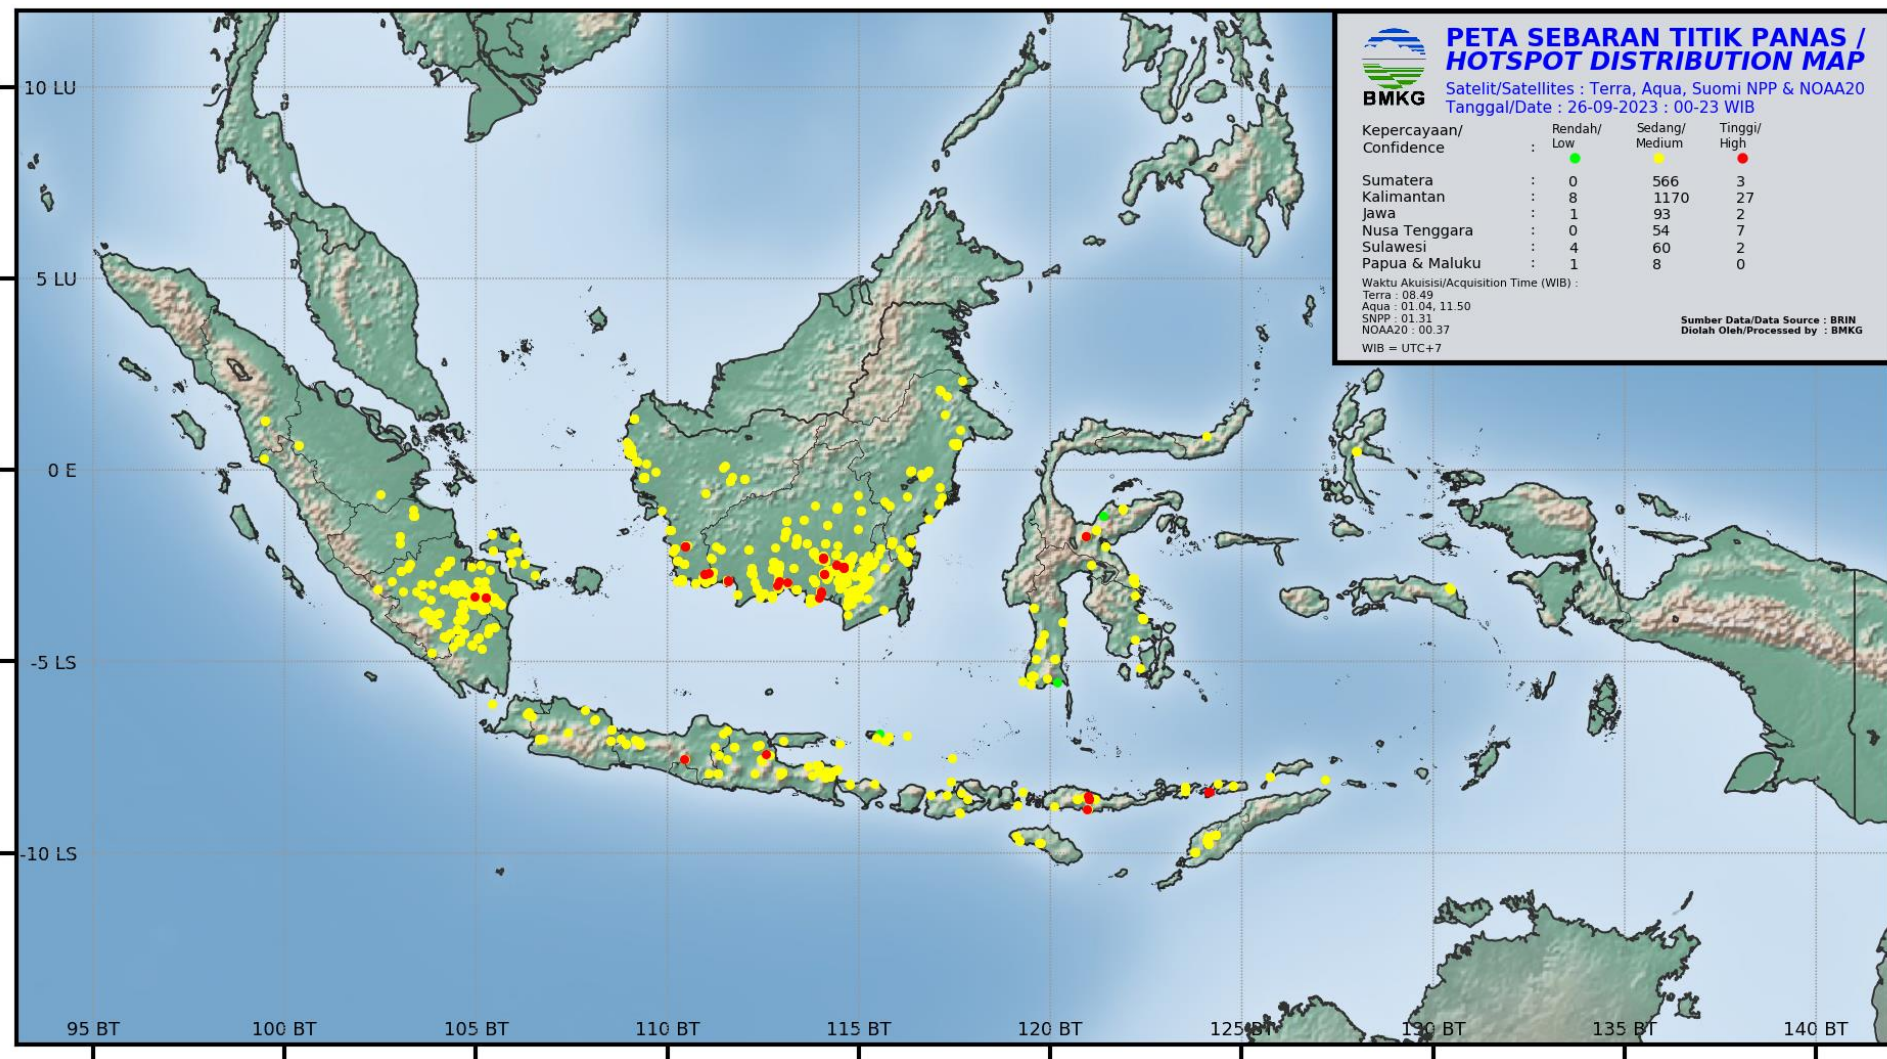 PETA SEBARAN TITIK PANAS /
HOTSPOT DISTRIBUTION MAP
BMKG
Satelit/Satellites : Terra, Aqua, Suomi NPP & NOAA20
Tanggal/Date : 26-09-2023 : 00-23 WIB
Kepercayaan/ Rendah/ Sedang/ Tinggi/
Confidence : Low Medium High
Sumatera : 0 566 3
Kalimantan : 8 1170 27
Jawa : 1 93 2
Nusa Tenggara : 0 54 7
Sulawesi : 4 60 2
Papua & Maluku : 1 8 0
Waktu Akuisisi/Acquisition Time (WIB) :
Terra : 08.49
Aqua : 01.04, 11.50
SNPP : 01.31
NOAA20 : 00.37
WIB = UTC+7
Sumber Data/Data Source : BRIN
Diolah Oleh/Processed by : BMKG
10 LU
5 LU
0 E
-5 LS
-10 LS
95 BT 100 BT 105 BT 110 BT 115 BT 120 BT 125 BT 130 BT 135 BT 140 BT